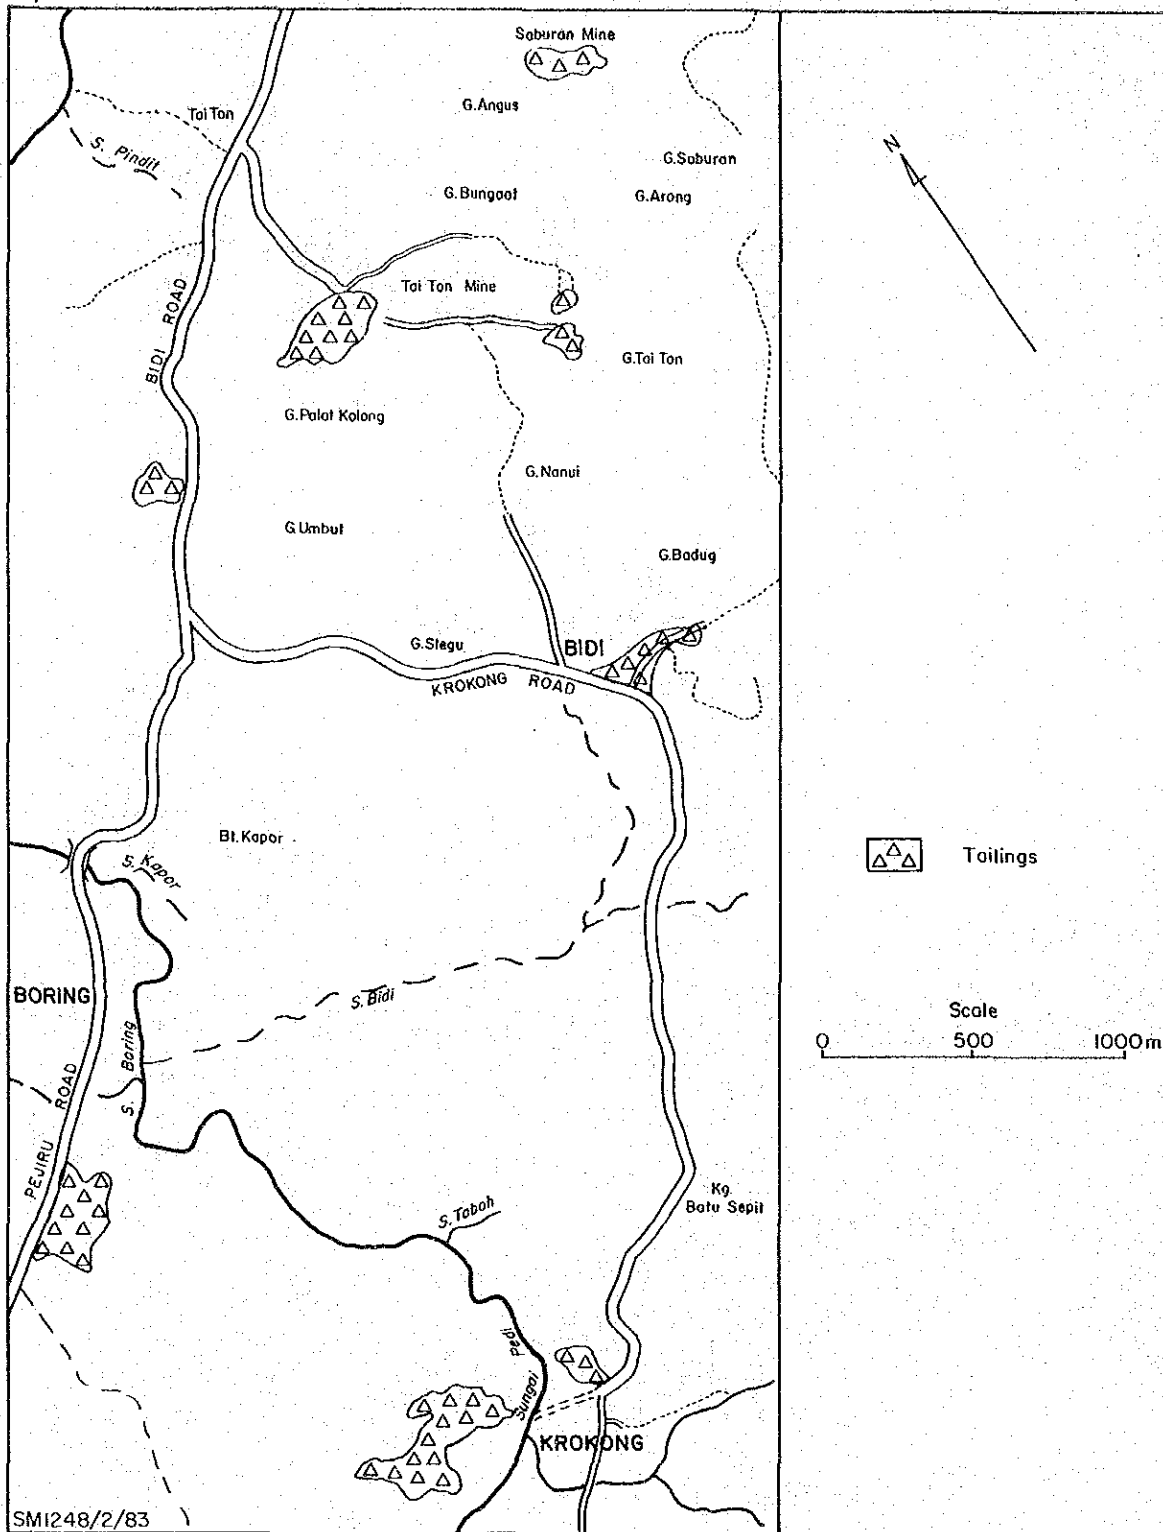 Saburan Mine
G.Angus
Tai Ton
S. Pindit
G.Saburan
G.Bungaat
G.Arong
N
Tai Ton Mine
BIDI ROAD
G.Tai Ton
G.Palat Kolong
G.Nanui
G.Umbut
G.Badug
G.Stegu
BIDI
KROKONG ROAD
Bt.Kapor
S. Kapor
Tailings
BORING
S.Bidi
S. Boring
Scale
0 500 1000m
PEJIRU ROAD
Kg.
Batu Sepit
S.Taboh
Sungai Pedi
KROKONG
SM1248/2/83